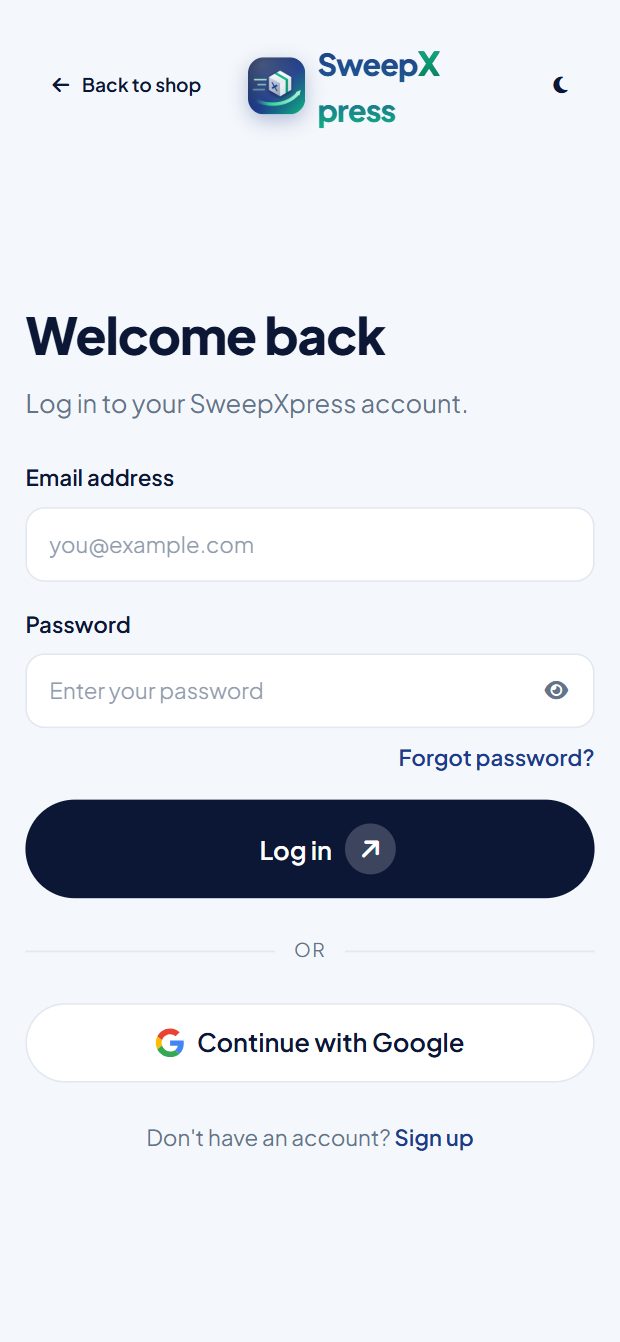 Back to shop
SweepX
press
Welcome back
Log in to your SweepXpress account.
Email address
you@example.com
Password
Enter your password
Forgot password?
Log in
OR
Continue with Google
Don't have an account? Sign up